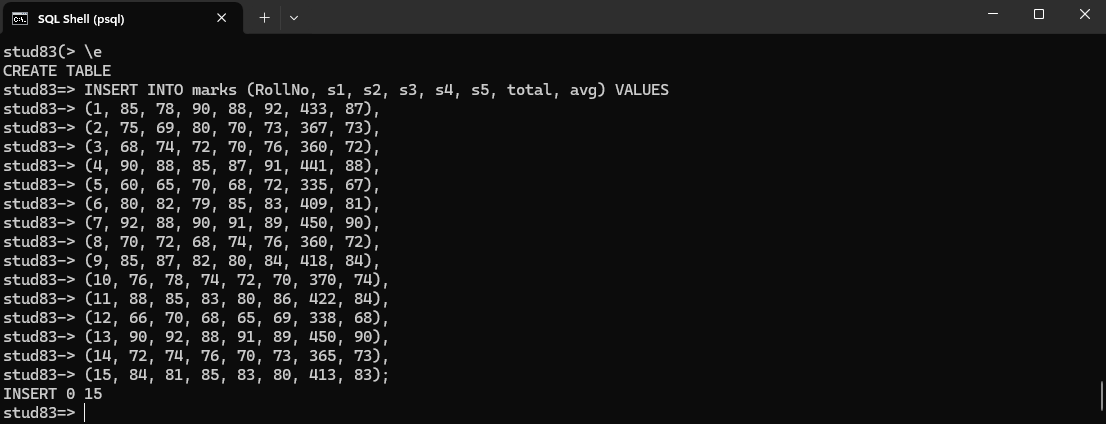 SQL Shell (psql)
stud83(> \e
CREATE TABLE
stud83=> INSERT INTO marks (RollNo, s1, s2, s3, s4, s5, total, avg) VALUES
stud83-> (1, 85, 78, 90, 88, 92, 433, 87),
stud83-> (2, 75, 69, 80, 70, 73, 367, 73),
stud83-> (3, 68, 74, 72, 70, 76, 360, 72),
stud83-> (4, 90, 88, 85, 87, 91, 441, 88),
stud83-> (5, 60, 65, 70, 68, 72, 335, 67),
stud83-> (6, 80, 82, 79, 85, 83, 409, 81),
stud83-> (7, 92, 88, 90, 91, 89, 450, 90),
stud83-> (8, 70, 72, 68, 74, 76, 360, 72),
stud83-> (9, 85, 87, 82, 80, 84, 418, 84),
stud83-> (10, 76, 78, 74, 72, 70, 370, 74),
stud83-> (11, 88, 85, 83, 80, 86, 422, 84),
stud83-> (12, 66, 70, 68, 65, 69, 338, 68),
stud83-> (13, 90, 92, 88, 91, 89, 450, 90),
stud83-> (14, 72, 74, 76, 70, 73, 365, 73),
stud83-> (15, 84, 81, 85, 83, 80, 413, 83);
INSERT 0 15
stud83=>